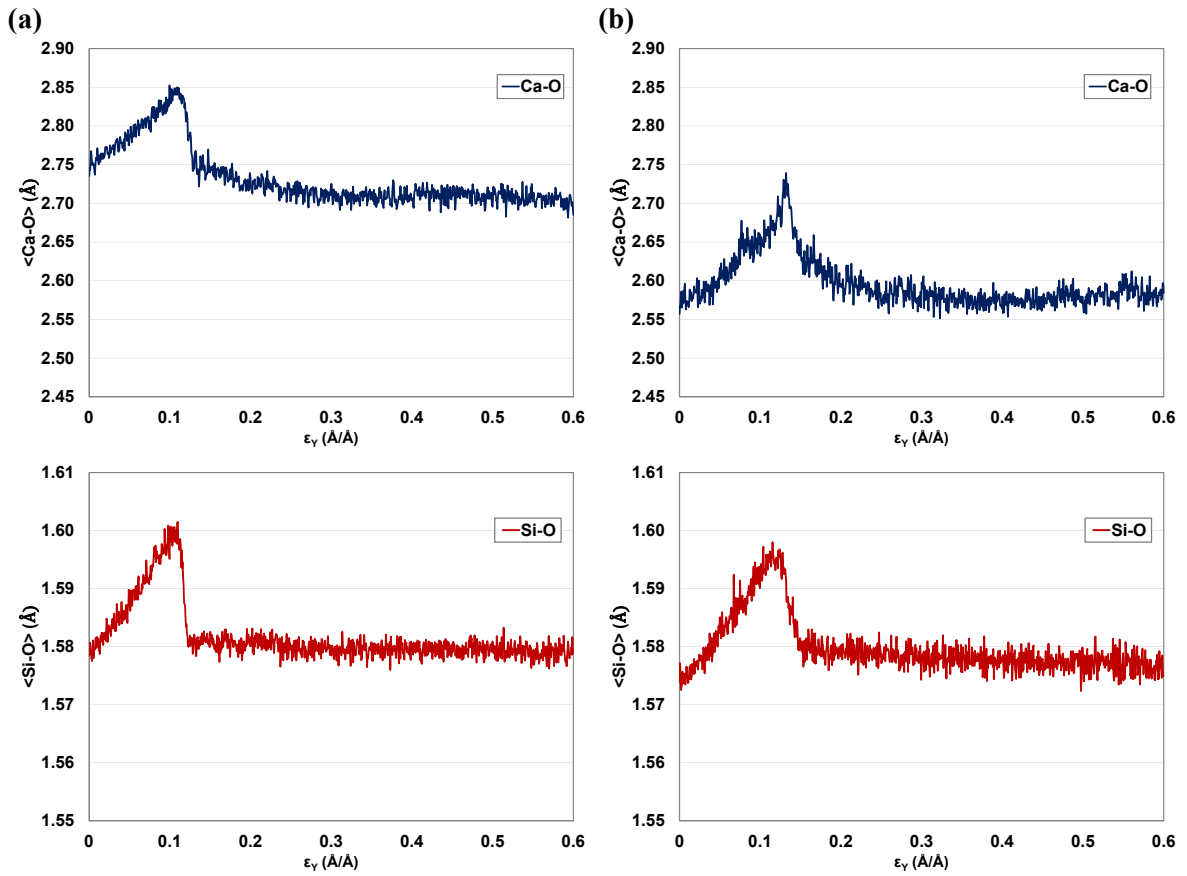 (a)
2.90
2.85
2.80
2.75
2.70
2.65
2.60
2.55
2.50
2.45
<Ca-O> (Å)
Ca-O
0 0.1 0.2 0.3 0.4 0.5 0.6
εY (Å/Å)
(b)
2.90
2.85
2.80
2.75
2.70
2.65
2.60
2.55
2.50
2.45
<Ca-O> (Å)
Ca-O
0 0.1 0.2 0.3 0.4 0.5 0.6
εY (Å/Å)
1.61
1.60
1.59
1.58
1.57
1.56
1.55
<Si-O> (Å)
Si-O
0 0.1 0.2 0.3 0.4 0.5 0.6
εY (Å/Å)
1.61
1.60
1.59
1.58
1.57
1.56
1.55
<Si-O> (Å)
Si-O
0 0.1 0.2 0.3 0.4 0.5 0.6
εY (Å/Å)